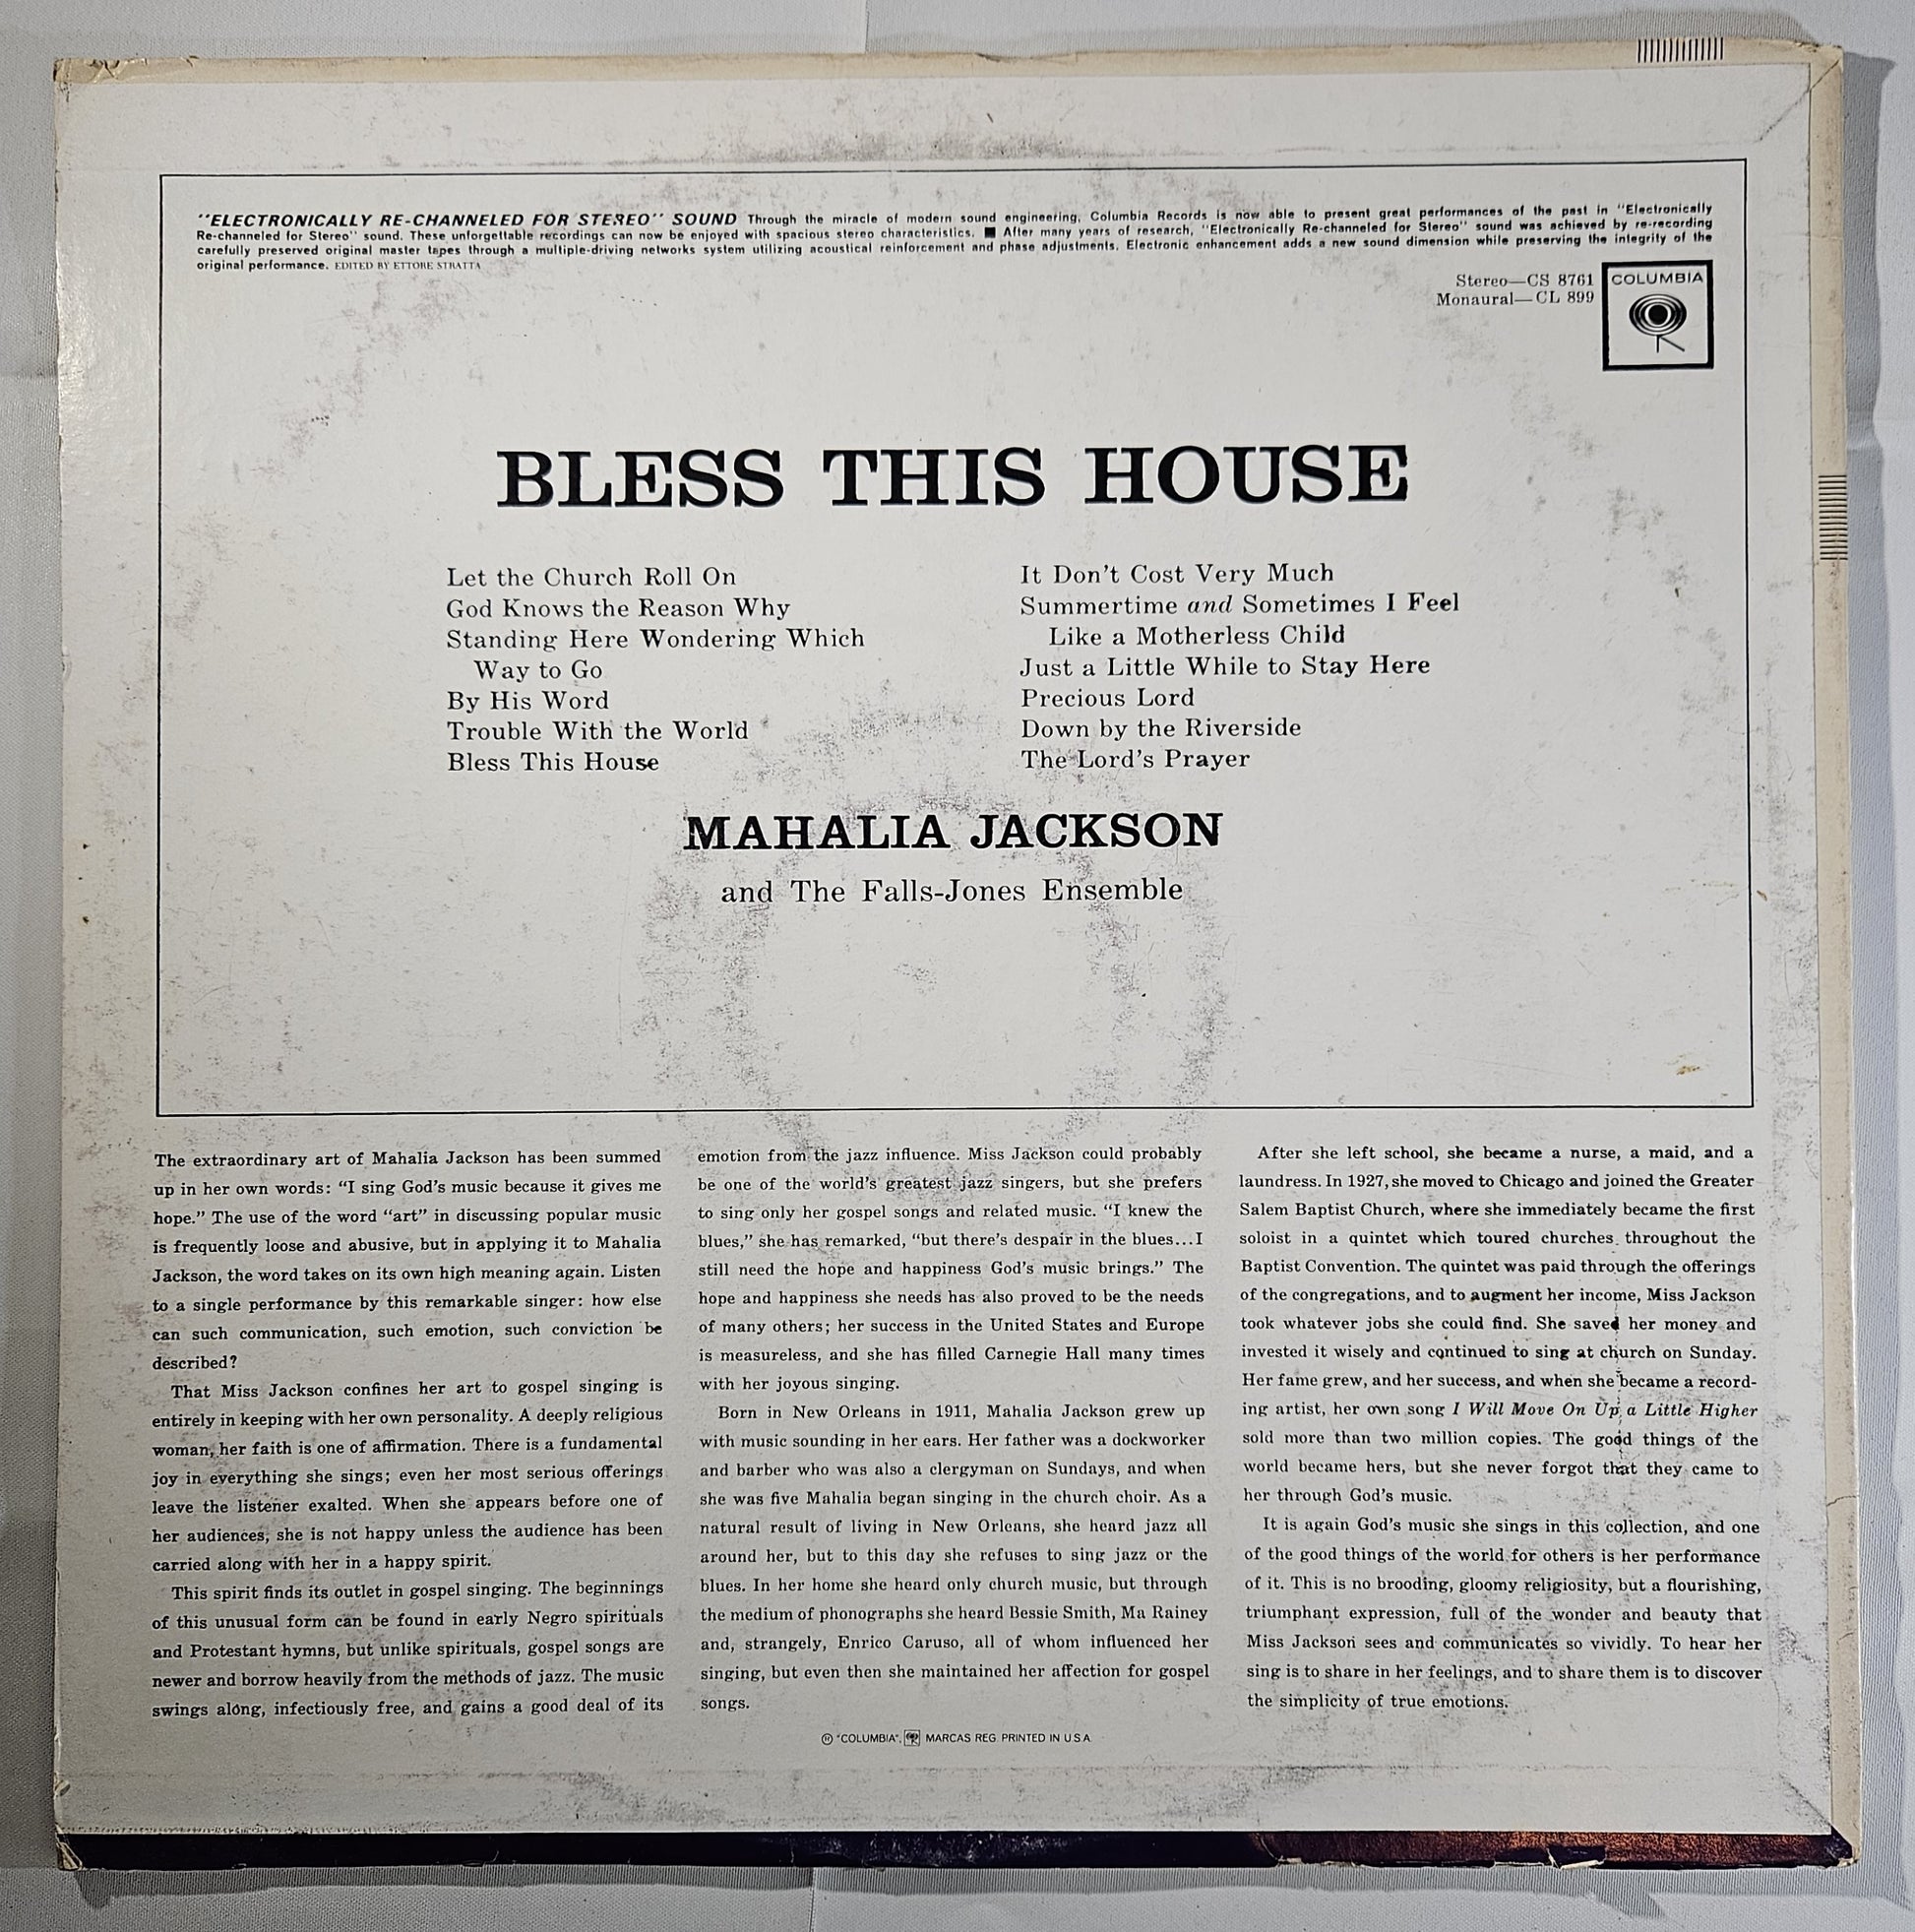 "ELECTRONICALLY RE-CHANNELED FOR STEREO" SOUND Through the miracle of modern sound engineering, Columbia Records is now able to present great performances of the past in "Electronically
Re-channeled for Stereo" sound. These unforgettable recordings can now be enjoyed with spacious stereo characteristics. ■ After many years of research, "Electronically Re-channeled for Stereo" sound was achieved by re-recording
carefully preserved original master tapes through a multiple-driving networks system utilizing acoustical reinforcement and phase adjustments. Electronic enhancement adds a new sound dimension while preserving the integrity of the
original performance. EDITED BY ETTORE STRATTA
Stereo—CS 8761
Monaural—CL 899
COLUMBIA
BLESS THIS HOUSE
Let the Church Roll On
God Knows the Reason Why
Standing Here Wondering Which
Way to Go
By His Word
Trouble With the World
Bless This House
It Don't Cost Very Much
Summertime and Sometimes I Feel
Like a Motherless Child
Just a Little While to Stay Here
Precious Lord
Down by the Riverside
The Lord's Prayer
MAHALIA JACKSON
and The Falls-Jones Ensemble
The extraordinary art of Mahalia Jackson has been summed
up in her own words: "I sing God's music because it gives me
hope." The use of the word "art" in discussing popular music
is frequently loose and abusive, but in applying it to Mahalia
Jackson, the word takes on its own high meaning again. Listen
to a single performance by this remarkable singer: how else
can such communication, such emotion, such conviction be
described?
That Miss Jackson confines her art to gospel singing is
entirely in keeping with her own personality. A deeply religious
woman, her faith is one of affirmation. There is a fundamental
joy in everything she sings; even her most serious offerings
leave the listener exalted. When she appears before one of
her audiences, she is not happy unless the audience has been
carried along with her in a happy spirit.
This spirit finds its outlet in gospel singing. The beginnings
of this unusual form can be found in early Negro spirituals
and Protestant hymns, but unlike spirituals, gospel songs are
newer and borrow heavily from the methods of jazz. The music
swings along, infectiously free, and gains a good deal of its
emotion from the jazz influence. Miss Jackson could probably
be one of the world's greatest jazz singers, but she prefers
to sing only her gospel songs and related music. "I knew the
blues," she has remarked, "but there's despair in the blues...I
still need the hope and happiness God's music brings." The
hope and happiness she needs has also proved to be the needs
of many others; her success in the United States and Europe
is measureless, and she has filled Carnegie Hall many times
with her joyous singing.
Born in New Orleans in 1911, Mahalia Jackson grew up
with music sounding in her ears. Her father was a dockworker
and barber who was also a clergyman on Sundays, and when
she was five Mahalia began singing in the church choir. As a
natural result of living in New Orleans, she heard jazz all
around her, but to this day she refuses to sing jazz or the
blues. In her home she heard only church music, but through
the medium of phonographs she heard Bessie Smith, Ma Rainey
and, strangely, Enrico Caruso, all of whom influenced her
singing, but even then she maintained her affection for gospel
songs.
After she left school, she became a nurse, a maid, and a
laundress. In 1927, she moved to Chicago and joined the Greater
Salem Baptist Church, where she immediately became the first
soloist in a quintet which toured churches throughout the
Baptist Convention. The quintet was paid through the offerings
of the congregations, and to augment her income, Miss Jackson
took whatever jobs she could find. She saved her money and
invested it wisely and continued to sing at church on Sunday.
Her fame grew, and her success, and when she became a record-
ing artist, her own song I Will Move On Up a Little Higher
sold more than two million copies. The good things of the
world became hers, but she never forgot that they came to
her through God's music.
It is again God's music she sings in this collection, and one
of the good things of the world for others is her performance
of it. This is no brooding, gloomy religiosity, but a flourishing,
triumphant expression, full of the wonder and beauty that
Miss Jackson sees and communicates so vividly. To hear her
sing is to share in her feelings, and to share them is to discover
the simplicity of true emotions.
Ⓗ "COLUMBIA", MARCAS REG. PRINTED IN U.S.A.